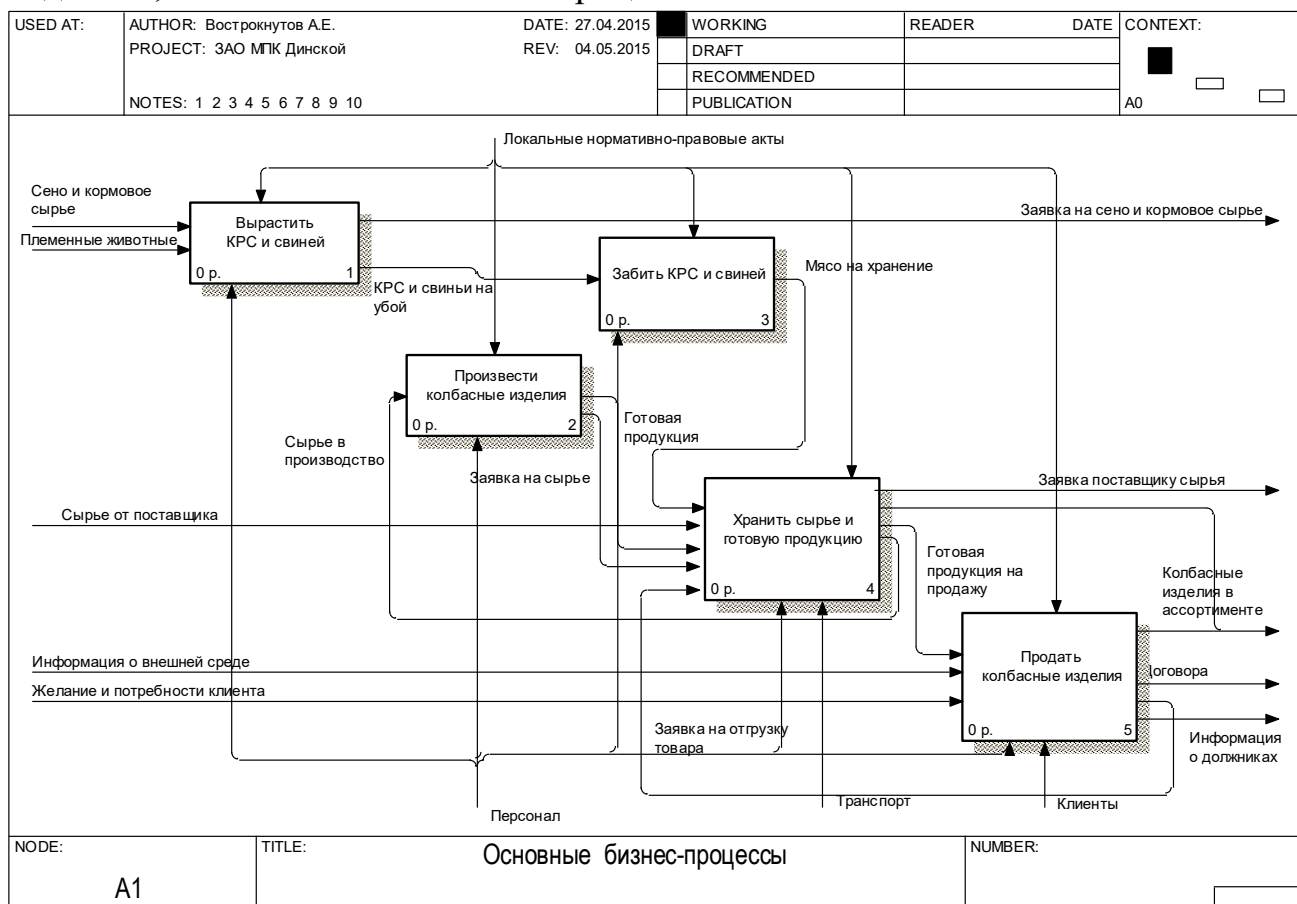 USED AT:
AUTHOR: Вострокнутов А.Е.
DATE: 27.04.2015
PROJECT: ЗАО МПК Динской
REV: 04.05.2015
NOTES: 1 2 3 4 5 6 7 8 9 10
WORKING
DRAFT
RECOMMENDED
PUBLICATION
READER
DATE
CONTEXT:
A0
Локальные нормативно-правовые акты
Сено и кормовое
сырье
Племенные животные
Вырастить
КРС и свиней
0 р.
1
Заявка на сено и кормовое сырье
КРС и свиньи на
убой
Забить КРС и свиней
0 р.
3
Мясо на хранение
Произвести
колбасные изделия
0 р.
2
Готовая
продукция
Сырье в
производство
Заявка на сырье
Сырье от поставщика
Хранить сырье и
готовую продукцию
0 р.
4
Заявка поставщику сырья
Готовая
продукция на
продажу
Колбасные
изделия в
ассортименте
Информация о внешней среде
Желание и потребности клиента
Продать
колбасные изделия
0 р.
5
Договора
Заявка на отгрузку
товара
Информация
о должниках
Персонал
Транспорт
Клиенты
NODE:
A1
TITLE:
Основные бизнес-процессы
NUMBER: